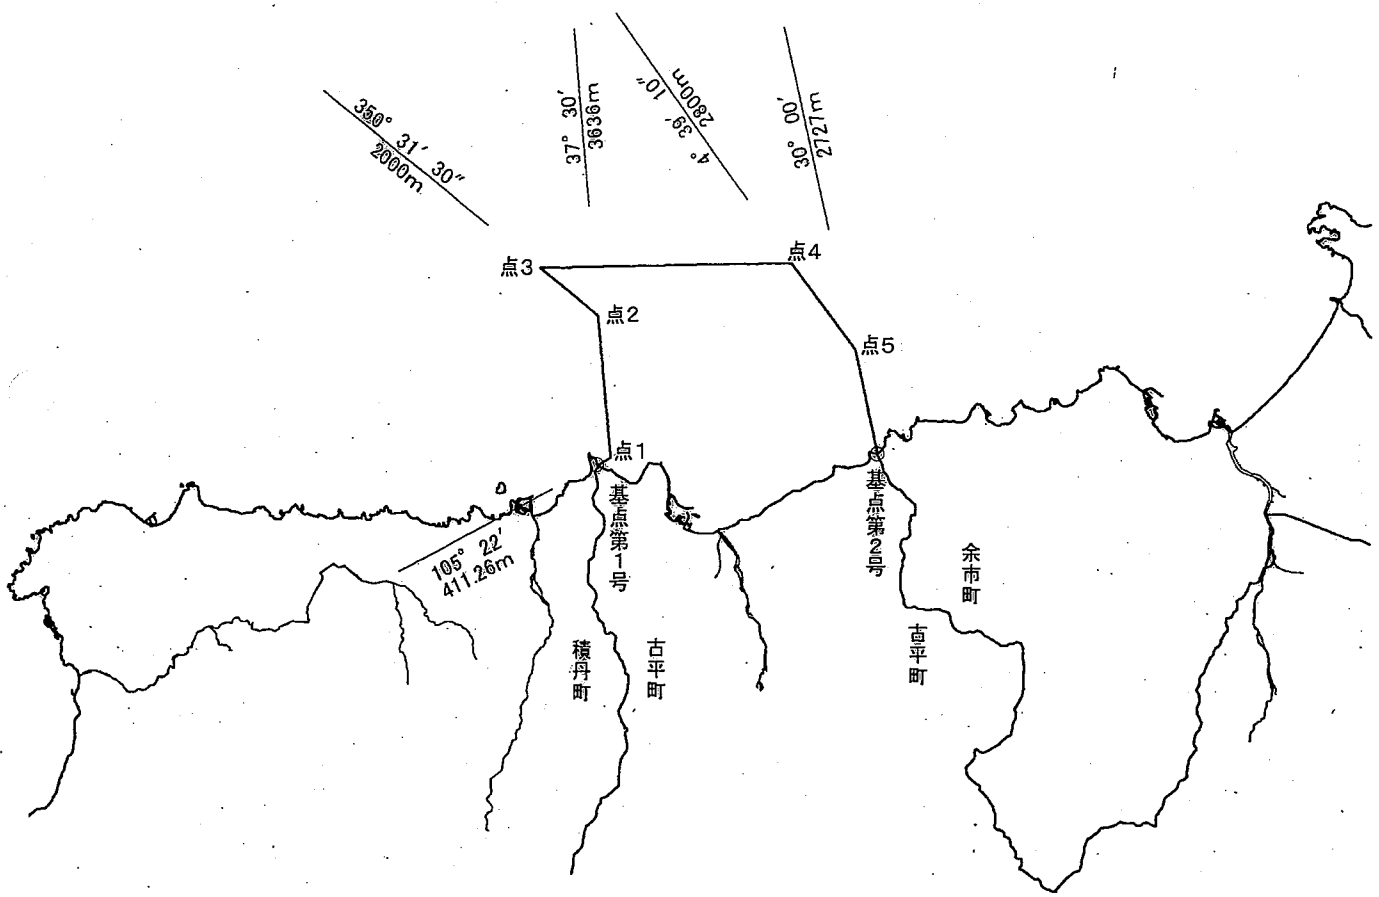 350° 31′ 30″
2000m
37° 30′
3636m
4° 39′ 10″
2800m
30° 00′
2727m
点3
点4
点2
点5
点1
基点第1号
基点第2号
105° 22′
411.26m
余市町
古平町
積丹町
古平町